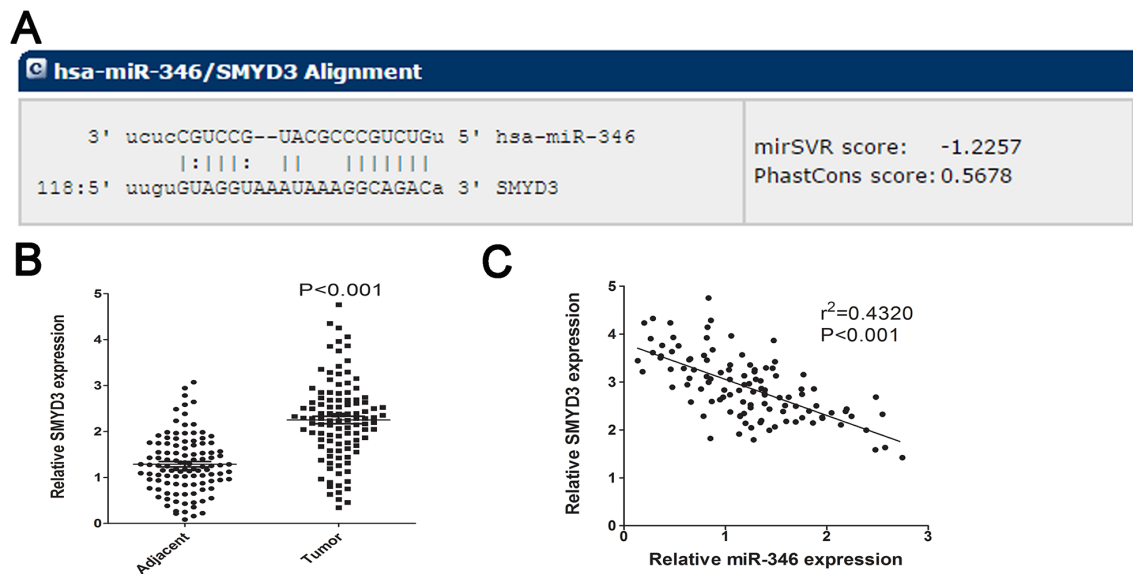 A
C hsa-miR-346/SMYD3 Alignment
3' ucucCGUCCG--UACGCCCGUCUGu 5' hsa-miR-346
|:|||: || |||||||
118:5' uuguGUAGGUAAAUAAAGGCAGACa 3' SMYD3
mirSVR score: -1.2257
PhastCons score: 0.5678
B
P<0.001
Relative SMYD3 expression
5
4
3
2
1
0
Adjacent
Tumor
C
r²=0.4320
P<0.001
Relative SMYD3 expression
5
4
3
2
1
0
0 1 2 3
Relative miR-346 expression